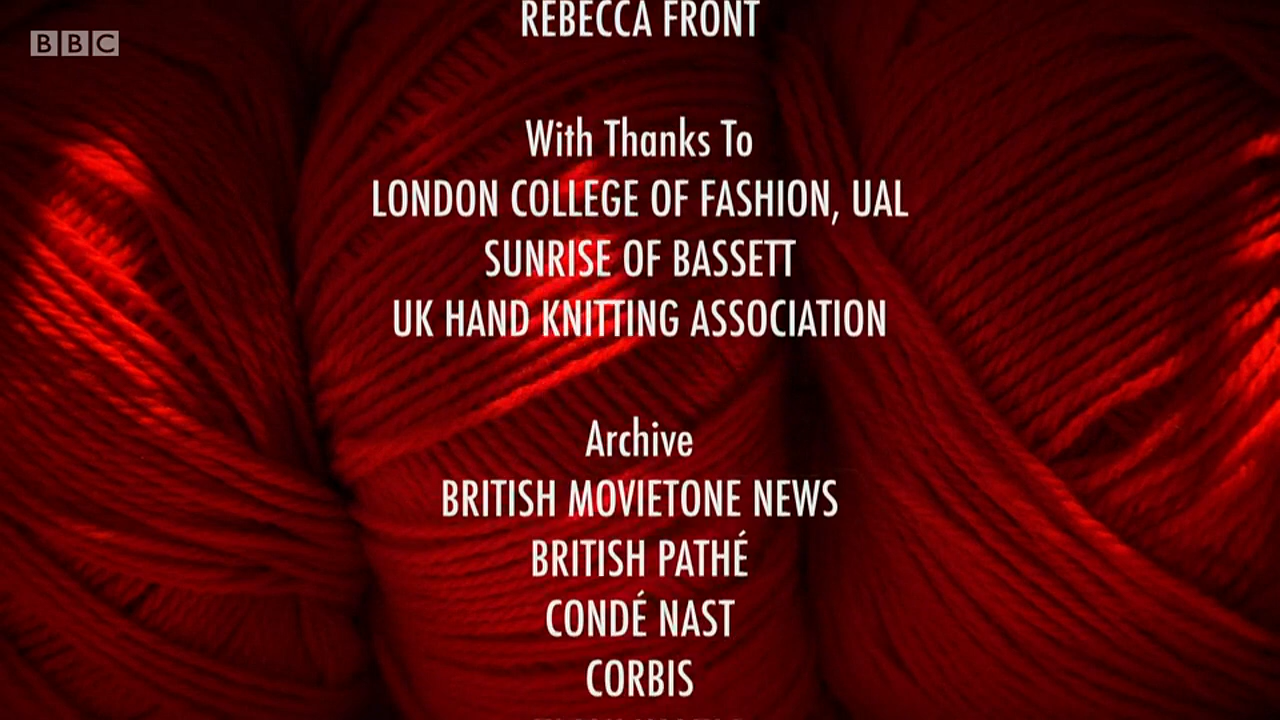 BBC
REBECCA FRONT
With Thanks To
LONDON COLLEGE OF FASHION, UAL
SUNRISE OF BASSETT
UK HAND KNITTING ASSOCIATION
Archive
BRITISH MOVIETONE NEWS
BRITISH PATHÉ
CONDÉ NAST
CORBIS